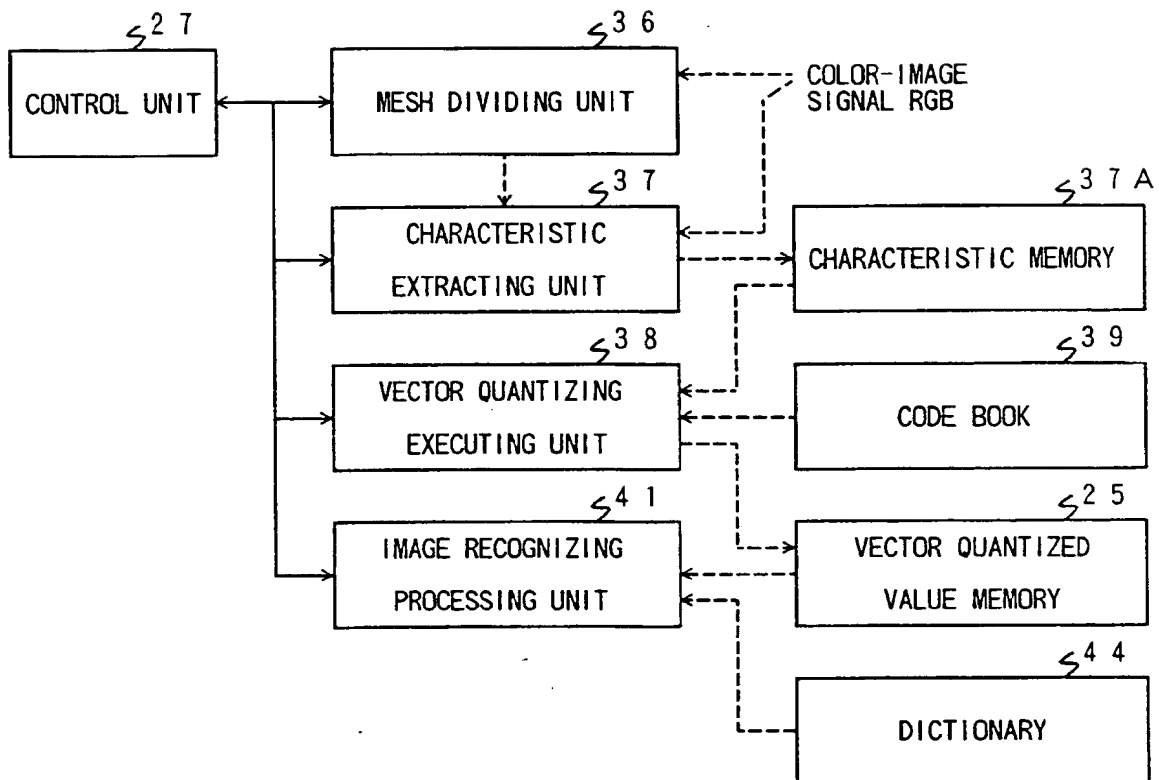 27
CONTROL UNIT
36
MESH DIVIDING UNIT
COLOR-IMAGE
SIGNAL RGB
37
CHARACTERISTIC
EXTRACTING UNIT
37A
CHARACTERISTIC MEMORY
38
VECTOR QUANTIZING
EXECUTING UNIT
39
CODE BOOK
41
IMAGE RECOGNIZING
PROCESSING UNIT
25
VECTOR QUANTIZED
VALUE MEMORY
44
DICTIONARY